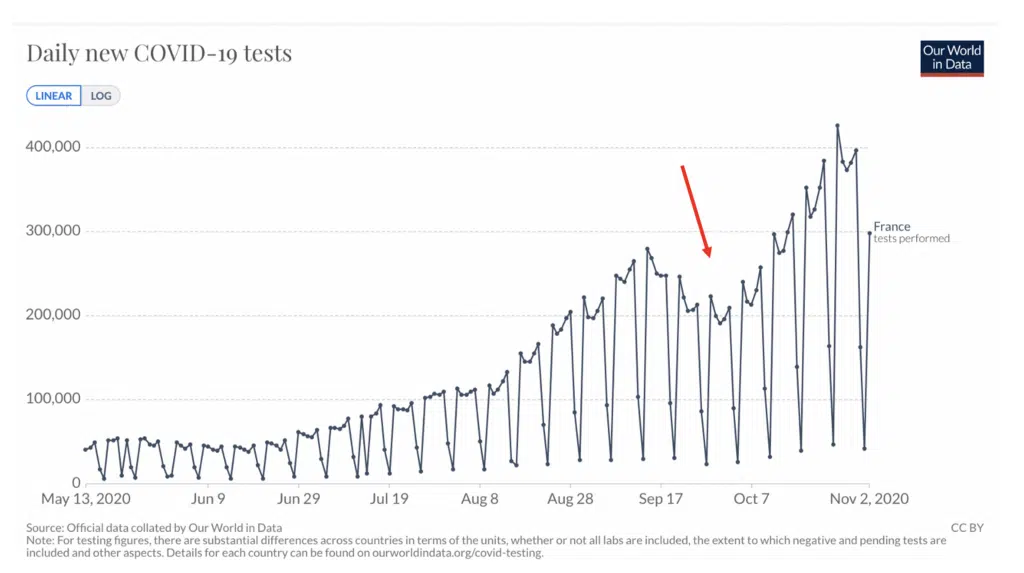 Daily new COVID-19 tests
Our World
in Data
LINEAR LOG
400,000
300,000
200,000
100,000
0
France
tests performed
May 13, 2020 Jun 9 Jun 29 Jul 19 Aug 8 Aug 28 Sep 17 Oct 7 Nov 2, 2020
Source: Official data collated by Our World in Data
CC BY
Note: For testing figures, there are substantial differences across countries in terms of the units, whether or not all labs are included, the extent to which negative and pending tests are
included and other aspects. Details for each country can be found on ourworldindata.org/covid-testing.